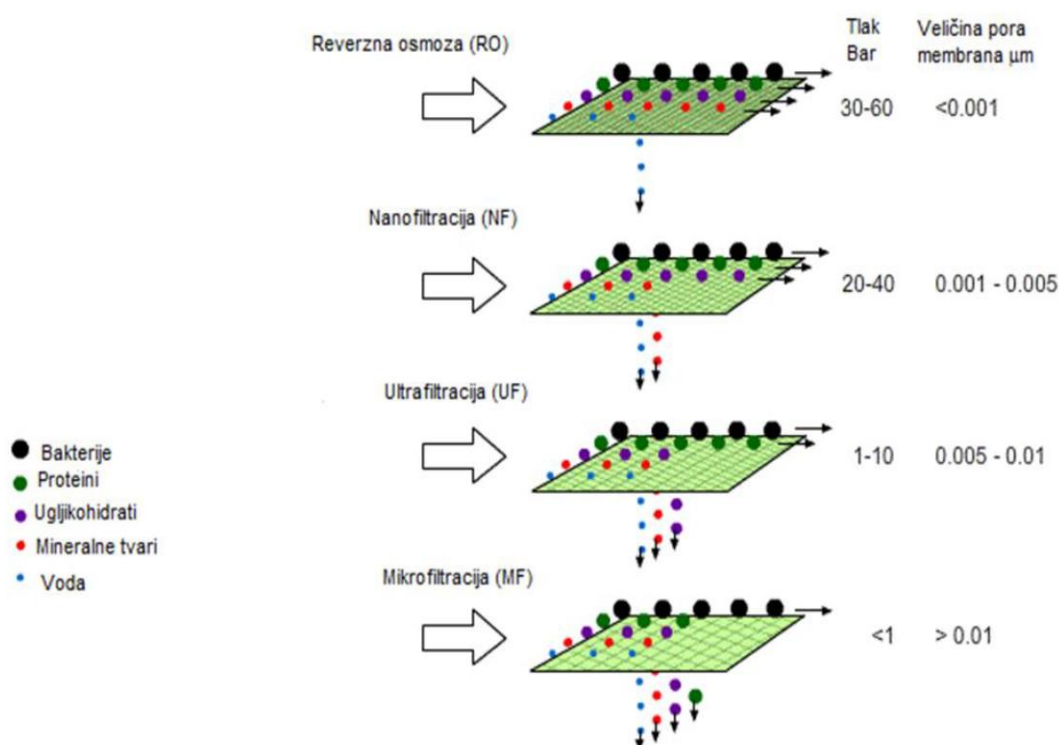 Reverzna osmoza (RO)
Tlak
Bar
Veličina pora
membrana µm
30-60
<0.001
Nanofiltracija (NF)
20-40
0.001 - 0.005
Ultrafiltracija (UF)
1-10
0.005 - 0.01
Bakterije
Proteini
Ugljikohidrati
Mineralne tvari
Voda
Mikrofiltracija (MF)
<1
> 0.01